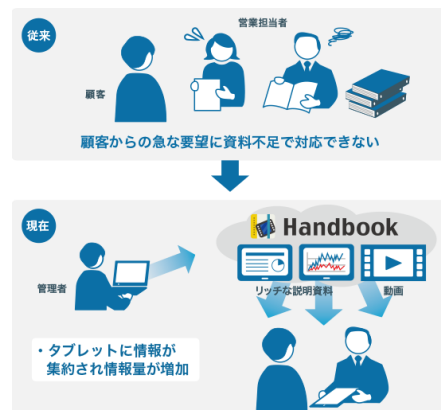 従来
営業担当者
顧客
顧客からの急な要望に資料不足で対応できない
現在
Handbook
管理者
リッチな説明資料
動画
・タブレットに情報が
集約され情報量が増加